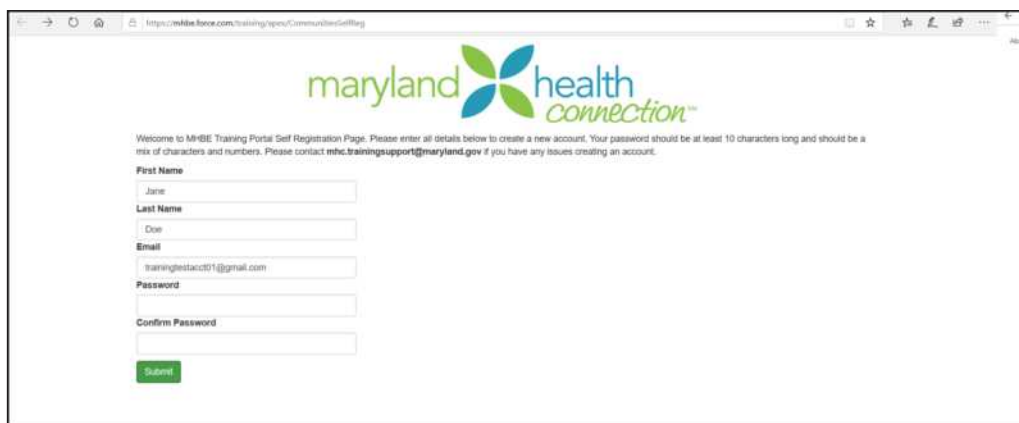 https://mhbe.force.com/training/apex/CommunitiesSelfReg
maryland health
connection
Welcome to MHBE Training Portal Self Registration Page. Please enter all details below to create a new account. Your password should be at least 10 characters long and should be a
mix of characters and numbers. Please contact mhc.trainingsupport@maryland.gov if you have any issues creating an account.
First Name
Jane
Last Name
Doe
Email
trainingtestacct01@gmail.com
Password
Confirm Password
Submit